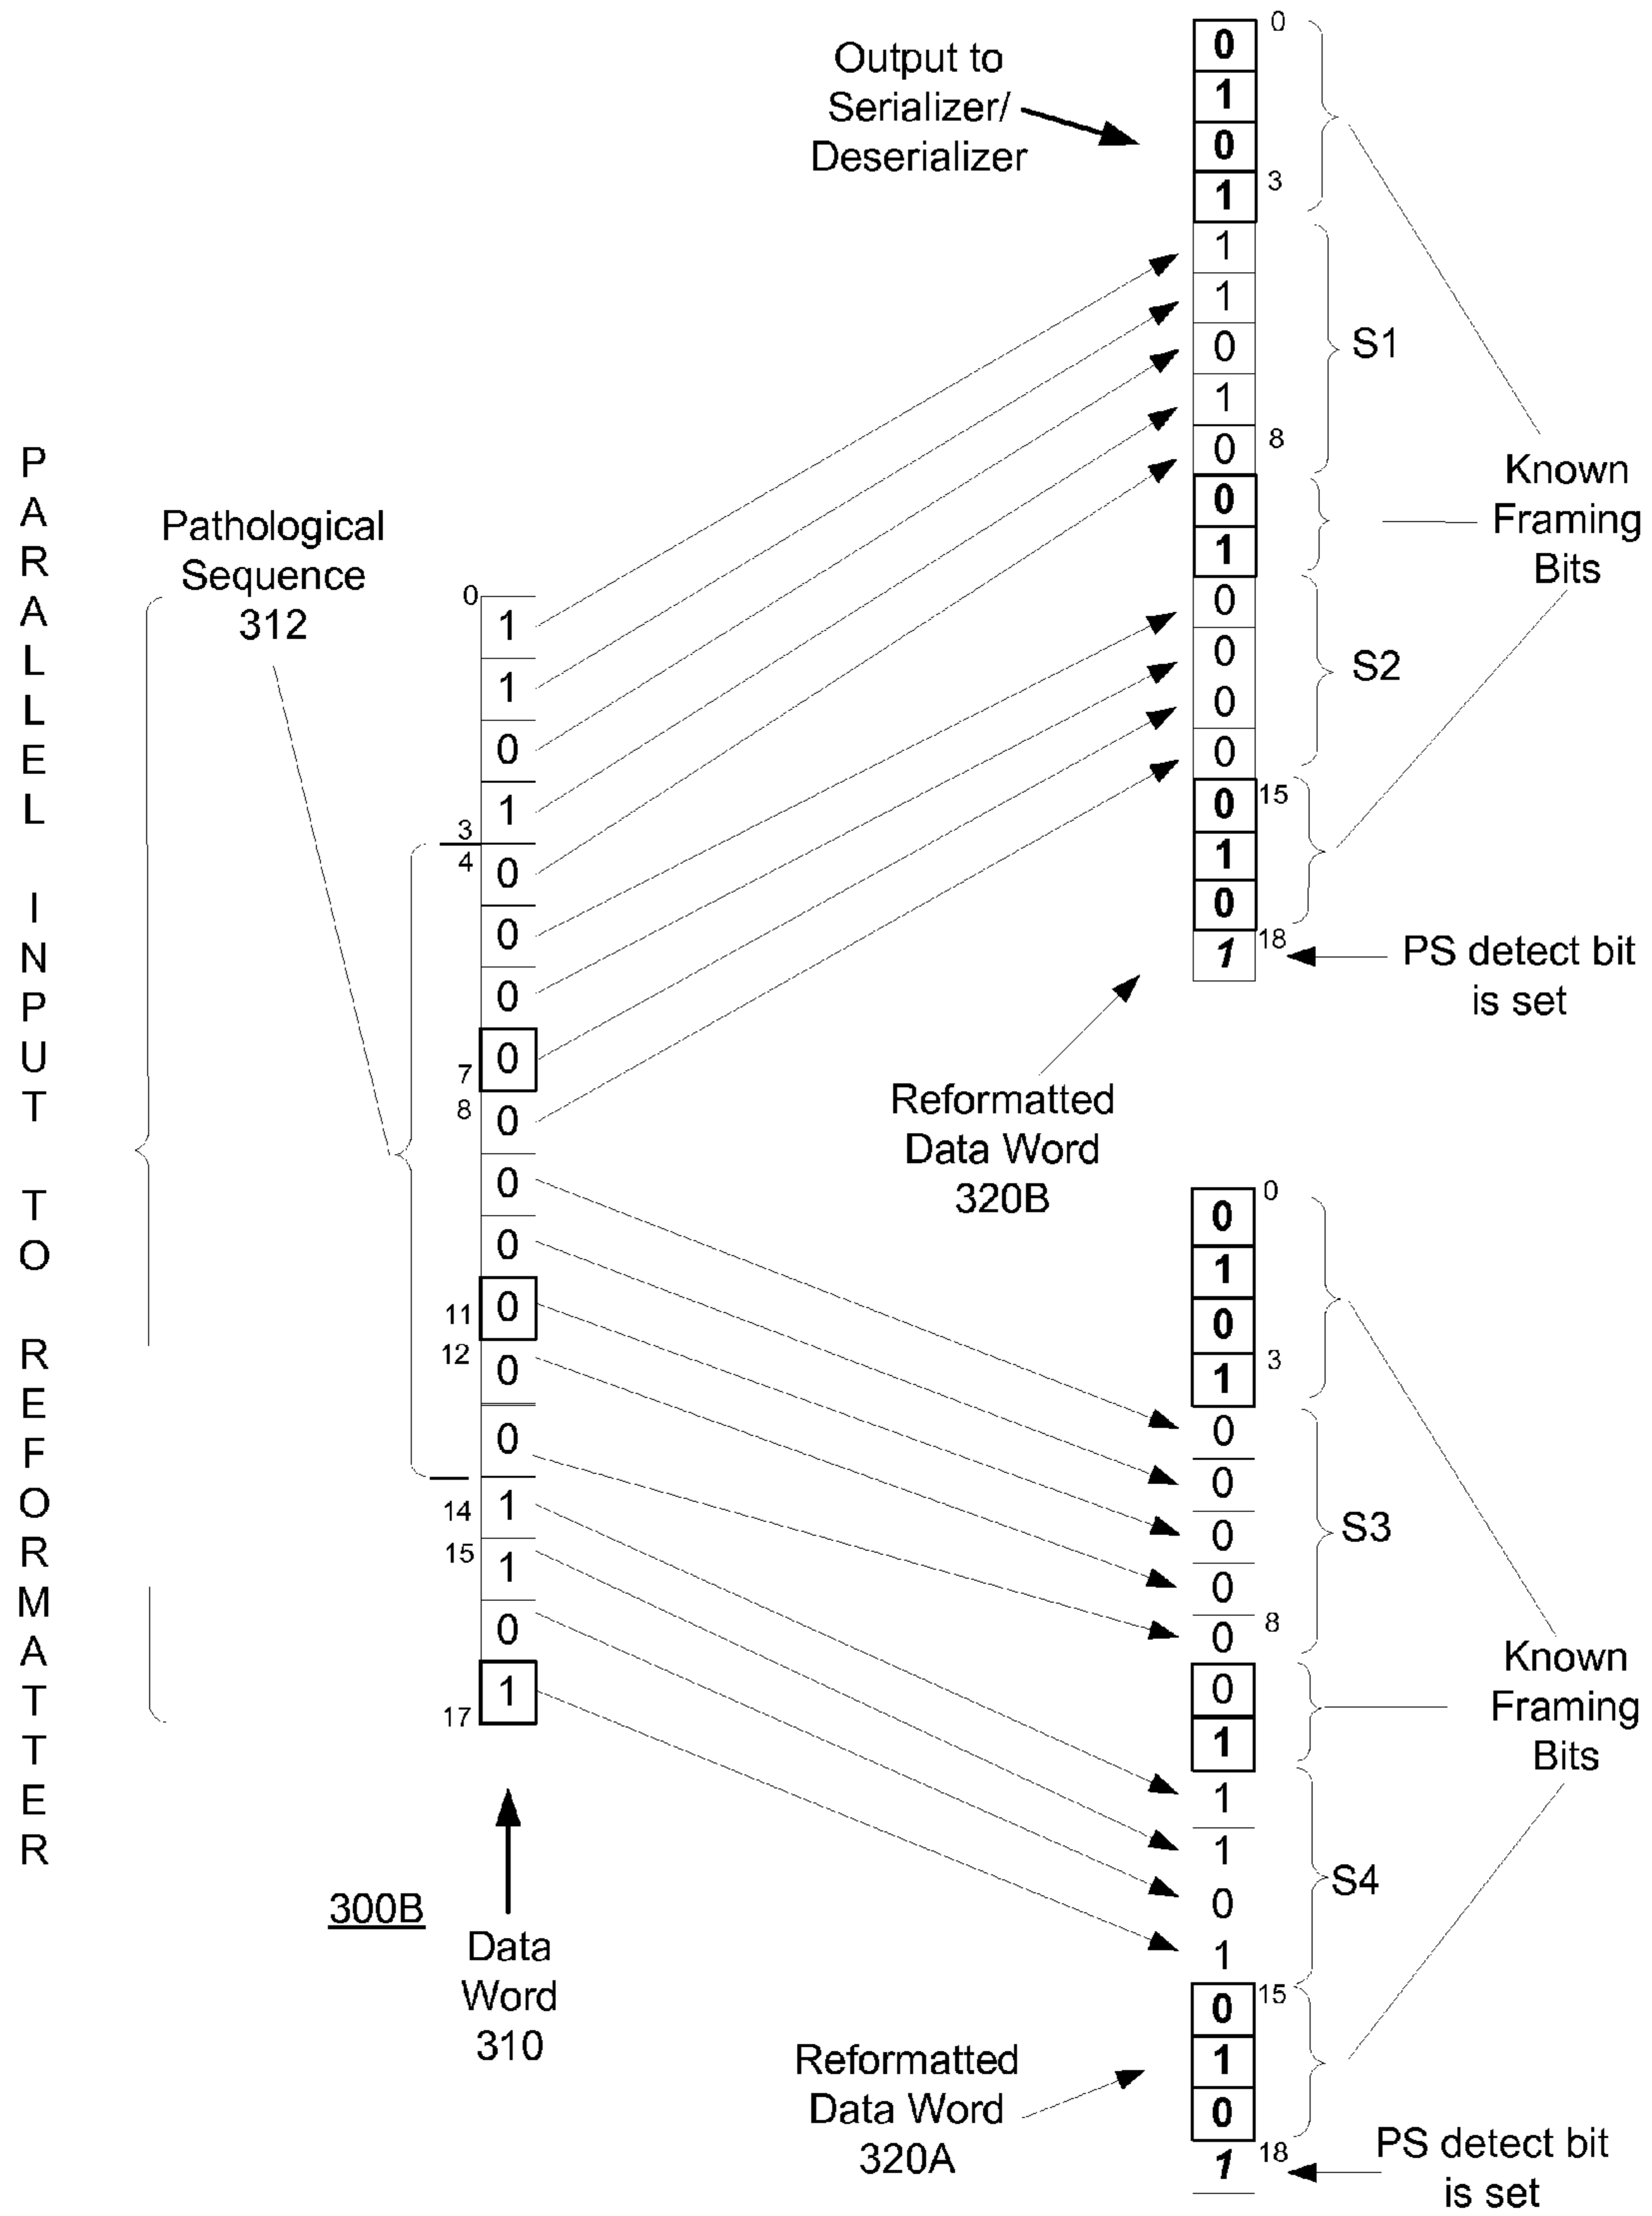 PARALLEL INPUT TO REFORMATTER
Pathological
Sequence
312
0
1
1
0
1
3
4
0
0
0
0
7
8
0
0
0
0
11
12
0
0
14
1
15
1
0
1
17
300B
Data
Word
310
Output to
Serializer/
Deserializer
0
0
1
0
1
3
1
1
0
1
0
8
S1
0
1
Known
Framing
Bits
0
0
0
0
S2
0
15
1
0
1
18
PS detect bit
is set
Reformatted
Data Word
320B
0
0
1
0
1
3
0
0
0
0
0
8
S3
0
1
Known
Framing
Bits
1
1
0
1
S4
0
15
1
0
1
18
PS detect bit
is set
Reformatted
Data Word
320A